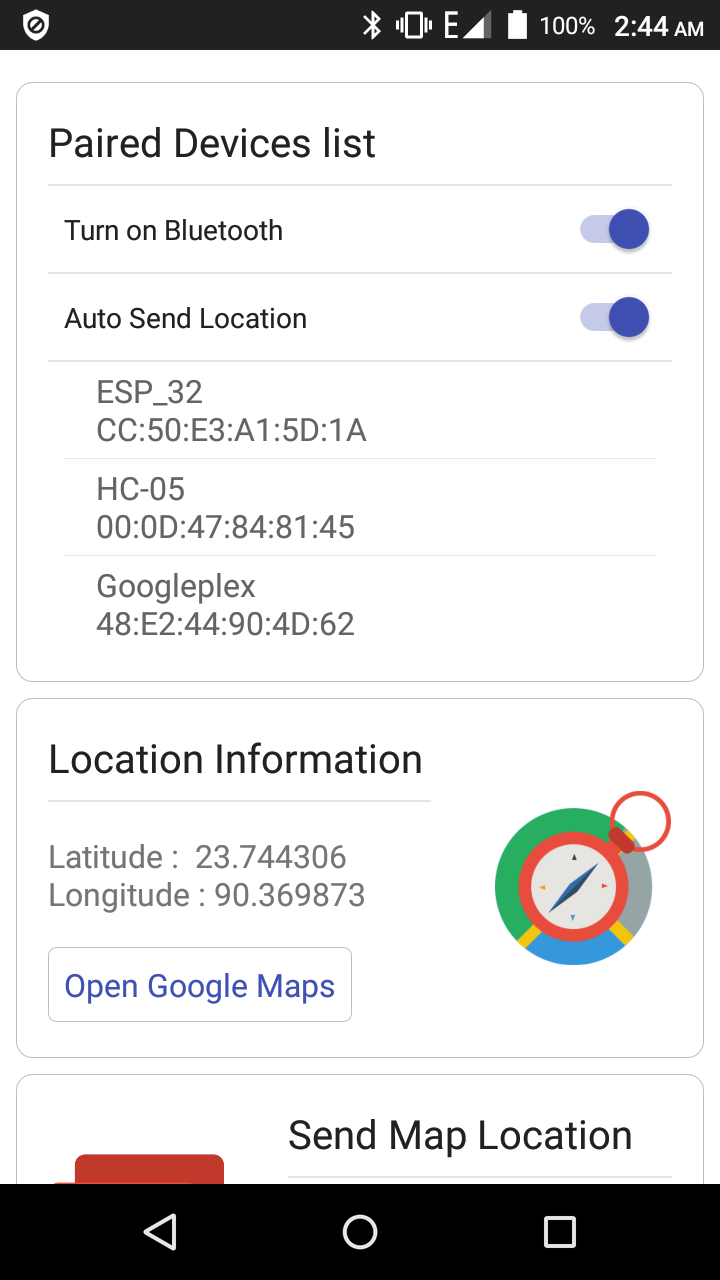 E 100% 2:44 AM
Paired Devices list
Turn on Bluetooth
Auto Send Location
ESP_32
CC:50:E3:A1:5D:1A
HC-05
00:0D:47:84:81:45
Googleplex
48:E2:44:90:4D:62
Location Information
Latitude :  23.744306
Longitude : 90.369873
Open Google Maps
Send Map Location